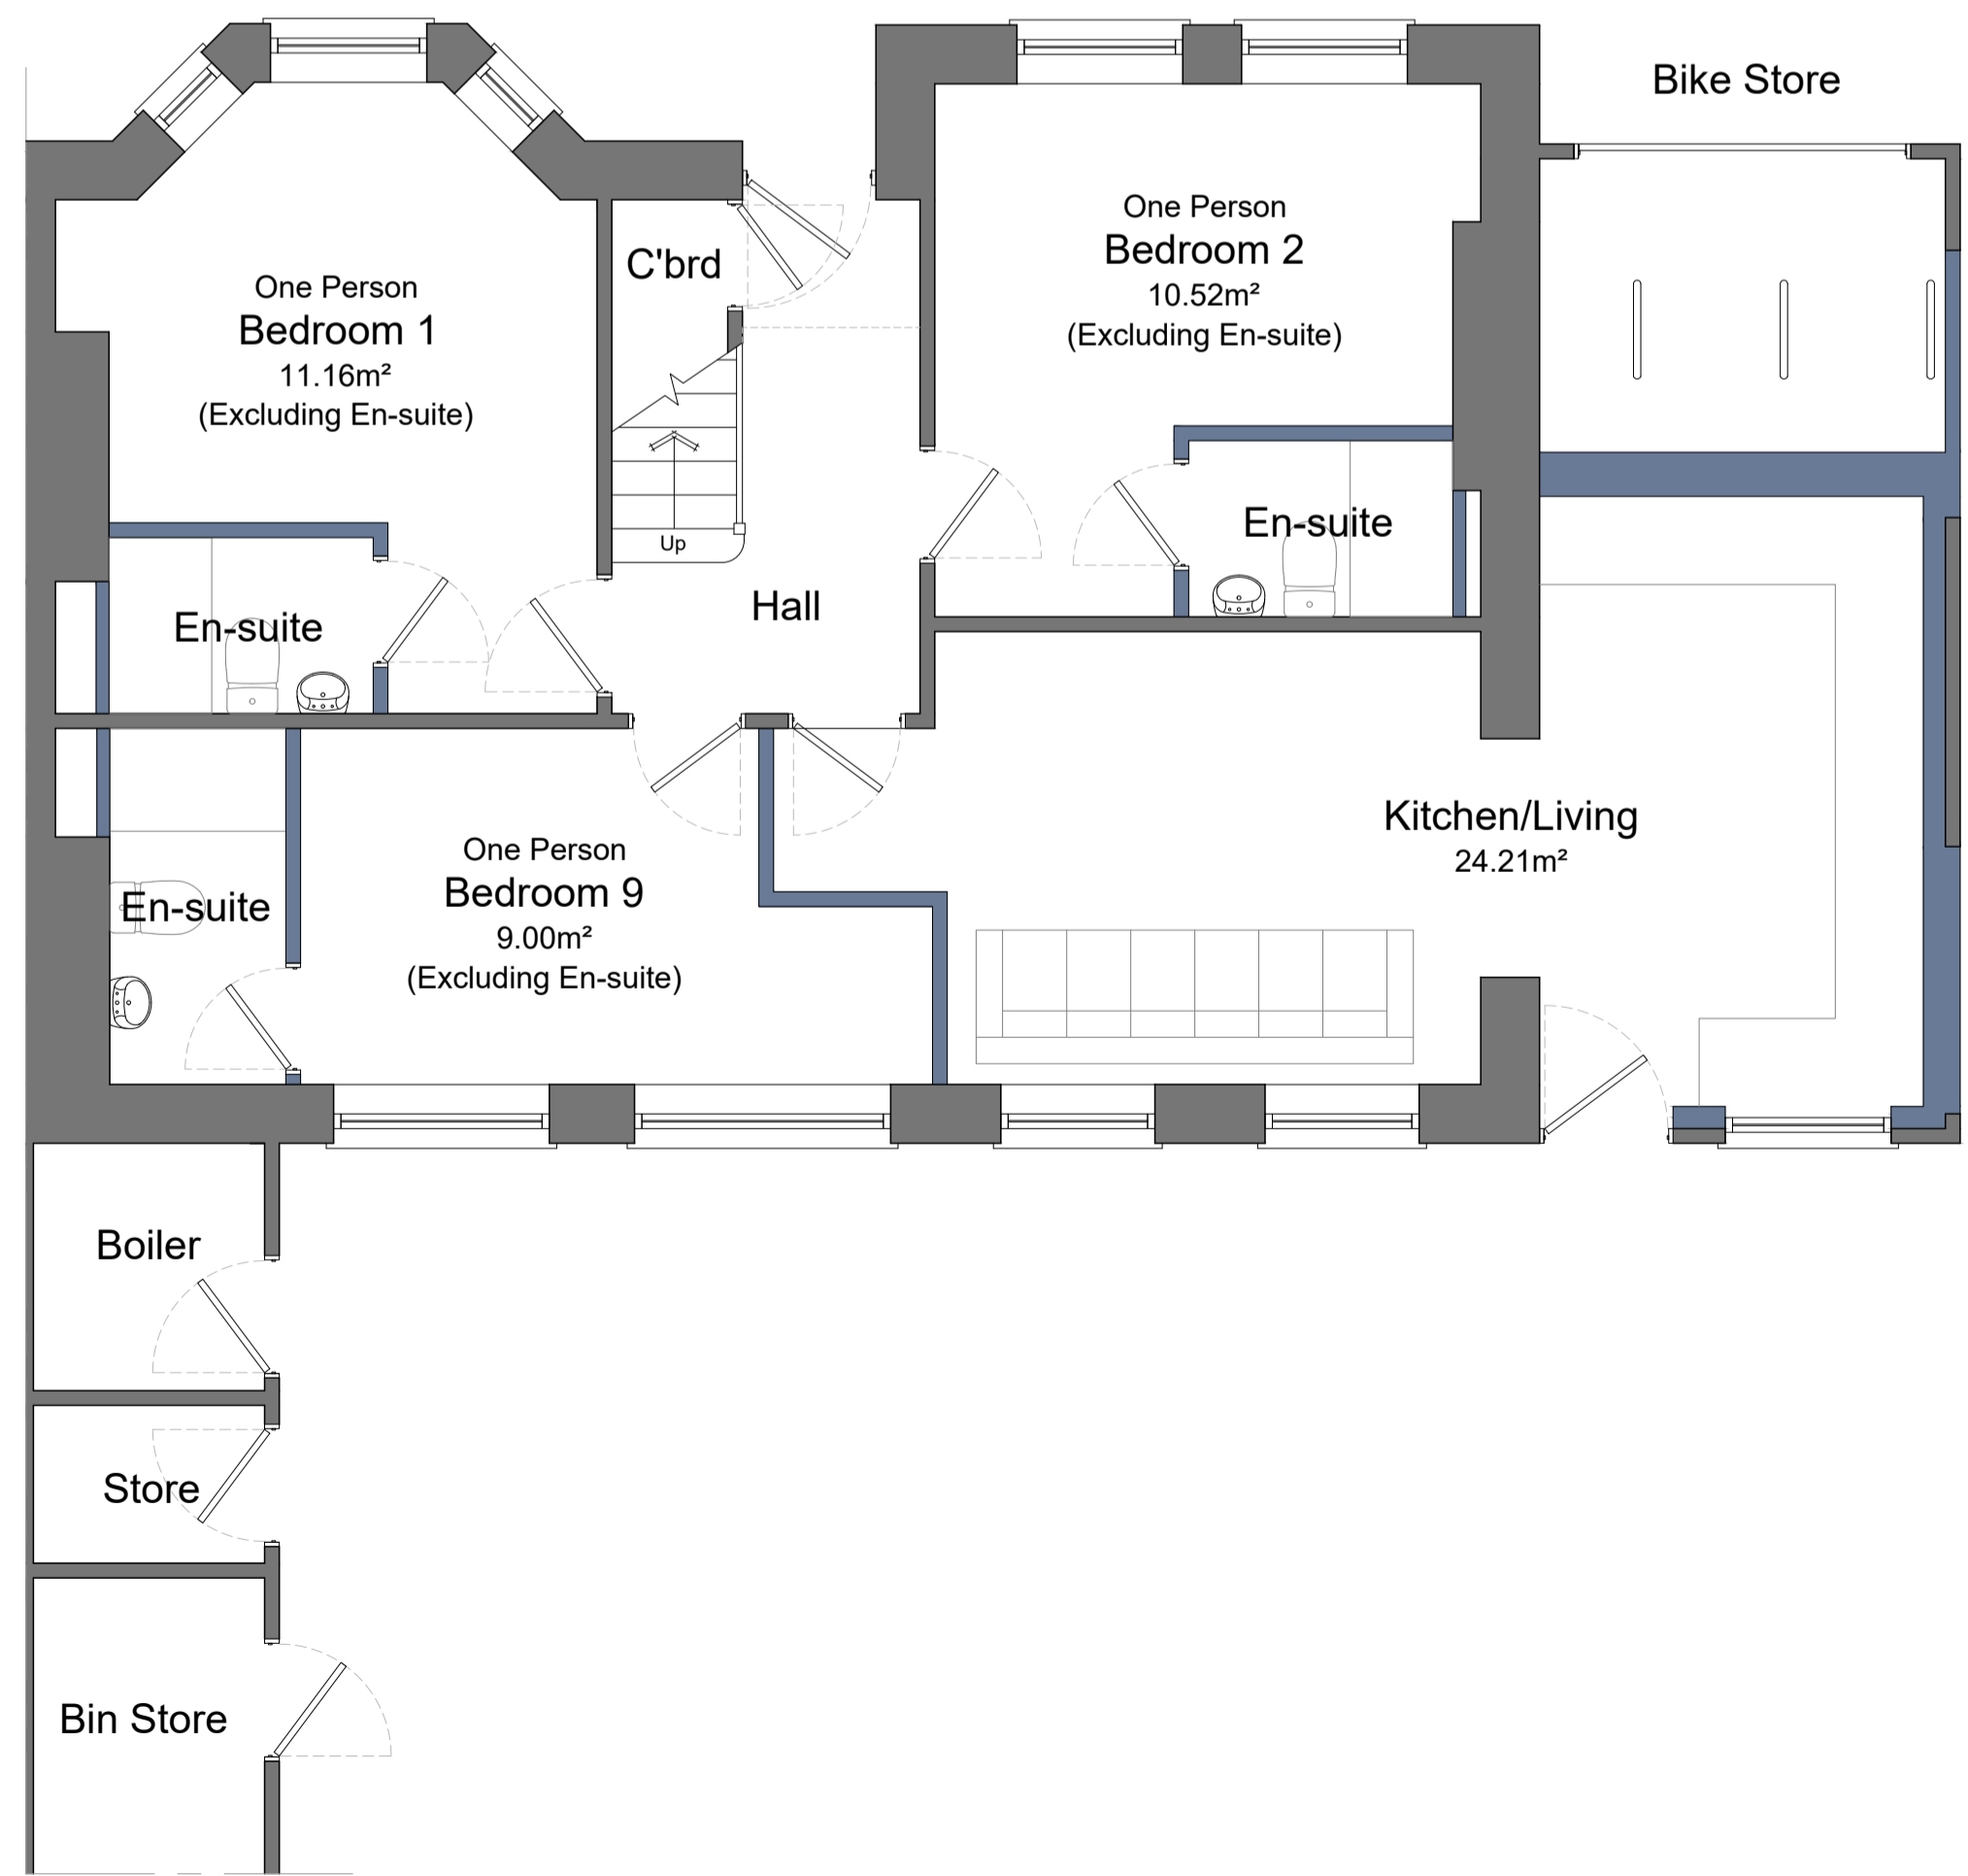 Bike Store
One Person
Bedroom 2
10.52m²
(Excluding En-suite)
C'brd
One Person
Bedroom 1
11.16m²
(Excluding En-suite)
En-suite
Up
Hall
En-suite
Kitchen/Living
24.21m²
One Person
Bedroom 9
9.00m²
(Excluding En-suite)
En-suite
Boiler
Store
Bin Store